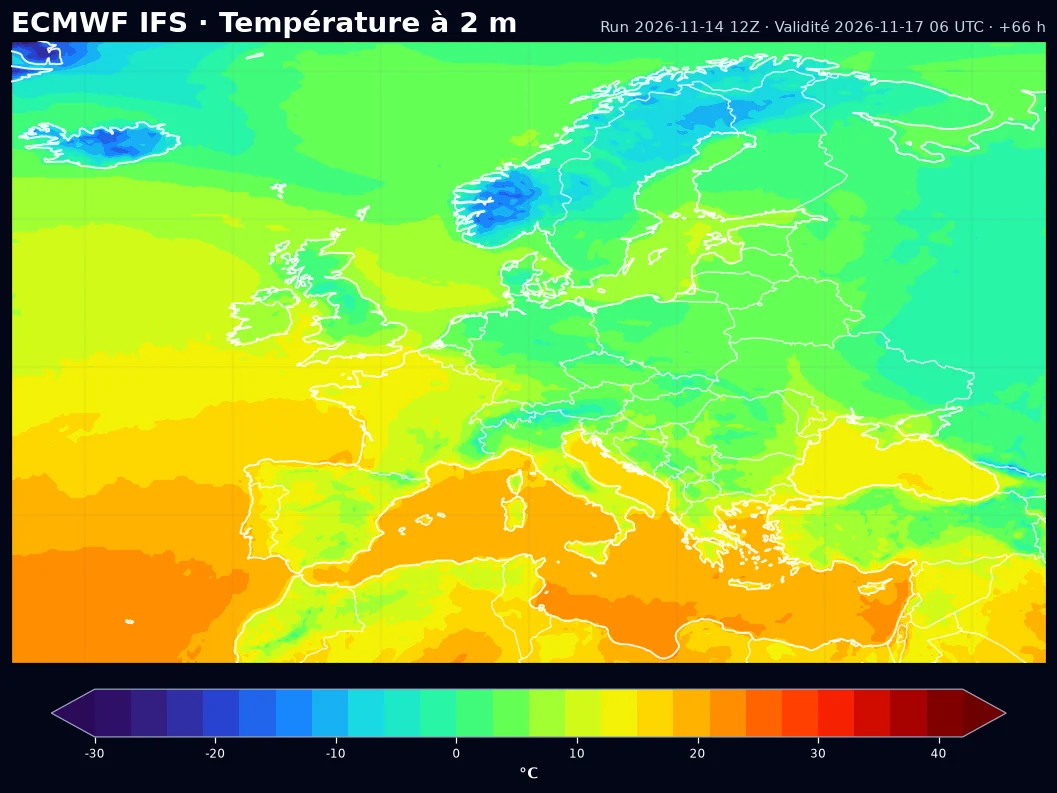 ECMWF IFS · Température à 2 m
Run 2026-11-14 12Z · Validité 2026-11-17 06 UTC · +66 h
-30 -20 -10 0 10 20 30 40
°C